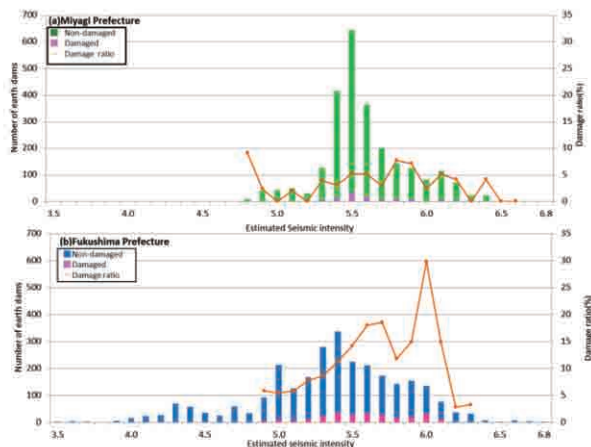 (a)Miyagi Prefecture
Non-damaged
Damaged
Damage ratio
Number of earth dams
700
600
500
400
300
200
100
0
35
30
25
20
15
10
5
0
Damage ratio(%)
3.5 4.0 4.5 5.0 5.5 6.0 6.8
Estimated Seismic intensity
(b)Fukushima Prefecture
Non-damaged
Damaged
Damage ratio
Number of earth dams
700
600
500
400
300
200
100
0
35
30
25
20
15
10
5
0
Damage ratio(%)
3.5 4.0 4.5 5.0 5.5 6.0 6.8
Estimated seismic intensity